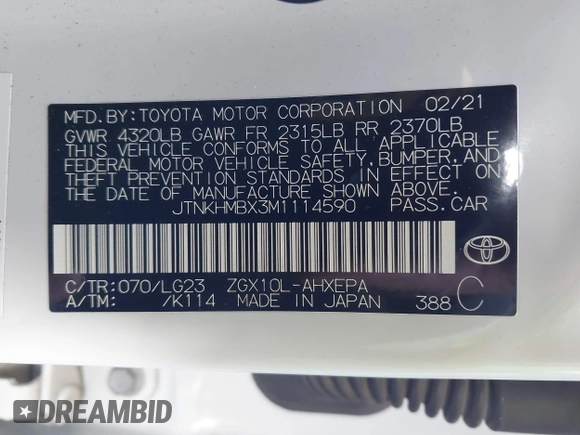 MFD. BY: TOYOTA MOTOR CORPORATION 02/21
GVWR 4320LB GAWR FR 2315LB RR 2370LB
THIS VEHICLE CONFORMS TO ALL APPLICABLE
FEDERAL MOTOR VEHICLE SAFETY, BUMPER, AND
THEFT PREVENTION STANDARDS IN EFFECT ON
THE DATE OF MANUFACTURE SHOWN ABOVE.
JTNKHMBX3M1114590 PASS. CAR
C/TR: 070/LG23 ZGX10L-AHXEPA
A/TM: /K114 MADE IN JAPAN 388 C
TOYOTA
DREAMBID